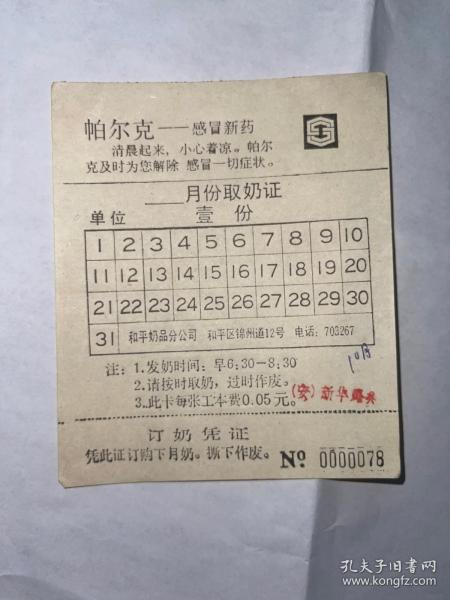 帕尔克——感冒新药
清晨起来，小心着凉。帕尔
克及时为您解除 感冒一切症状。
____月份取奶证
单位 壹 份
1 2 3 4 5 6 7 8 9 10
11 12 13 14 15 16 17 18 19 20
21 22 23 24 25 26 27 28 29 30
31 和平奶品分公司 和平区锦州道12号 电话：703267
注：1.发奶时间：早6:30—8:30
2.请按时取奶，过时作废。
3.此卡每张工本费0.05元。
(安)新华路
订奶凭证
凭此证订购下月奶。撕下作废。 Nº 0000078
孔夫子旧书网
www.kongfz.com